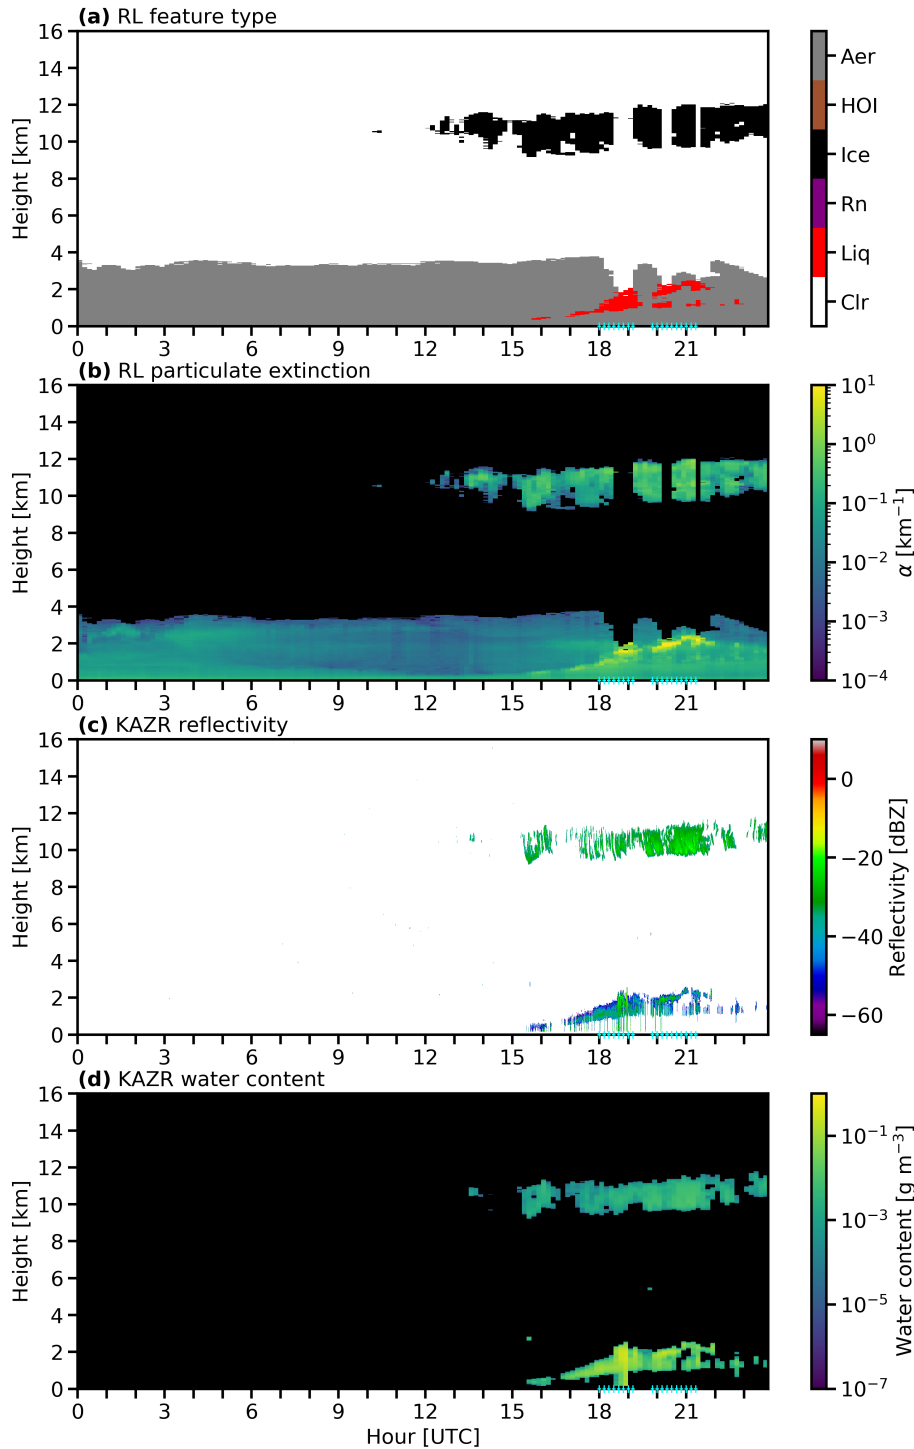 (a) RL feature type
16
14
12
10
8
6
4
2
0
Height [km]
0 3 6 9 12 15 18 21
Aer
HOI
Ice
Rn
Liq
Clr
(b) RL particulate extinction
16
14
12
10
8
6
4
2
0
Height [km]
0 3 6 9 12 15 18 21
10¹
10⁰
10⁻¹
10⁻²
10⁻³
10⁻⁴
α [km⁻¹]
(c) KAZR reflectivity
16
14
12
10
8
6
4
2
0
Height [km]
0 3 6 9 12 15 18 21
0
−20
−40
−60
Reflectivity [dBZ]
(d) KAZR water content
16
14
12
10
8
6
4
2
0
Height [km]
0 3 6 9 12 15 18 21
Hour [UTC]
10⁻¹
10⁻³
10⁻⁵
10⁻⁷
Water content [g m⁻³]